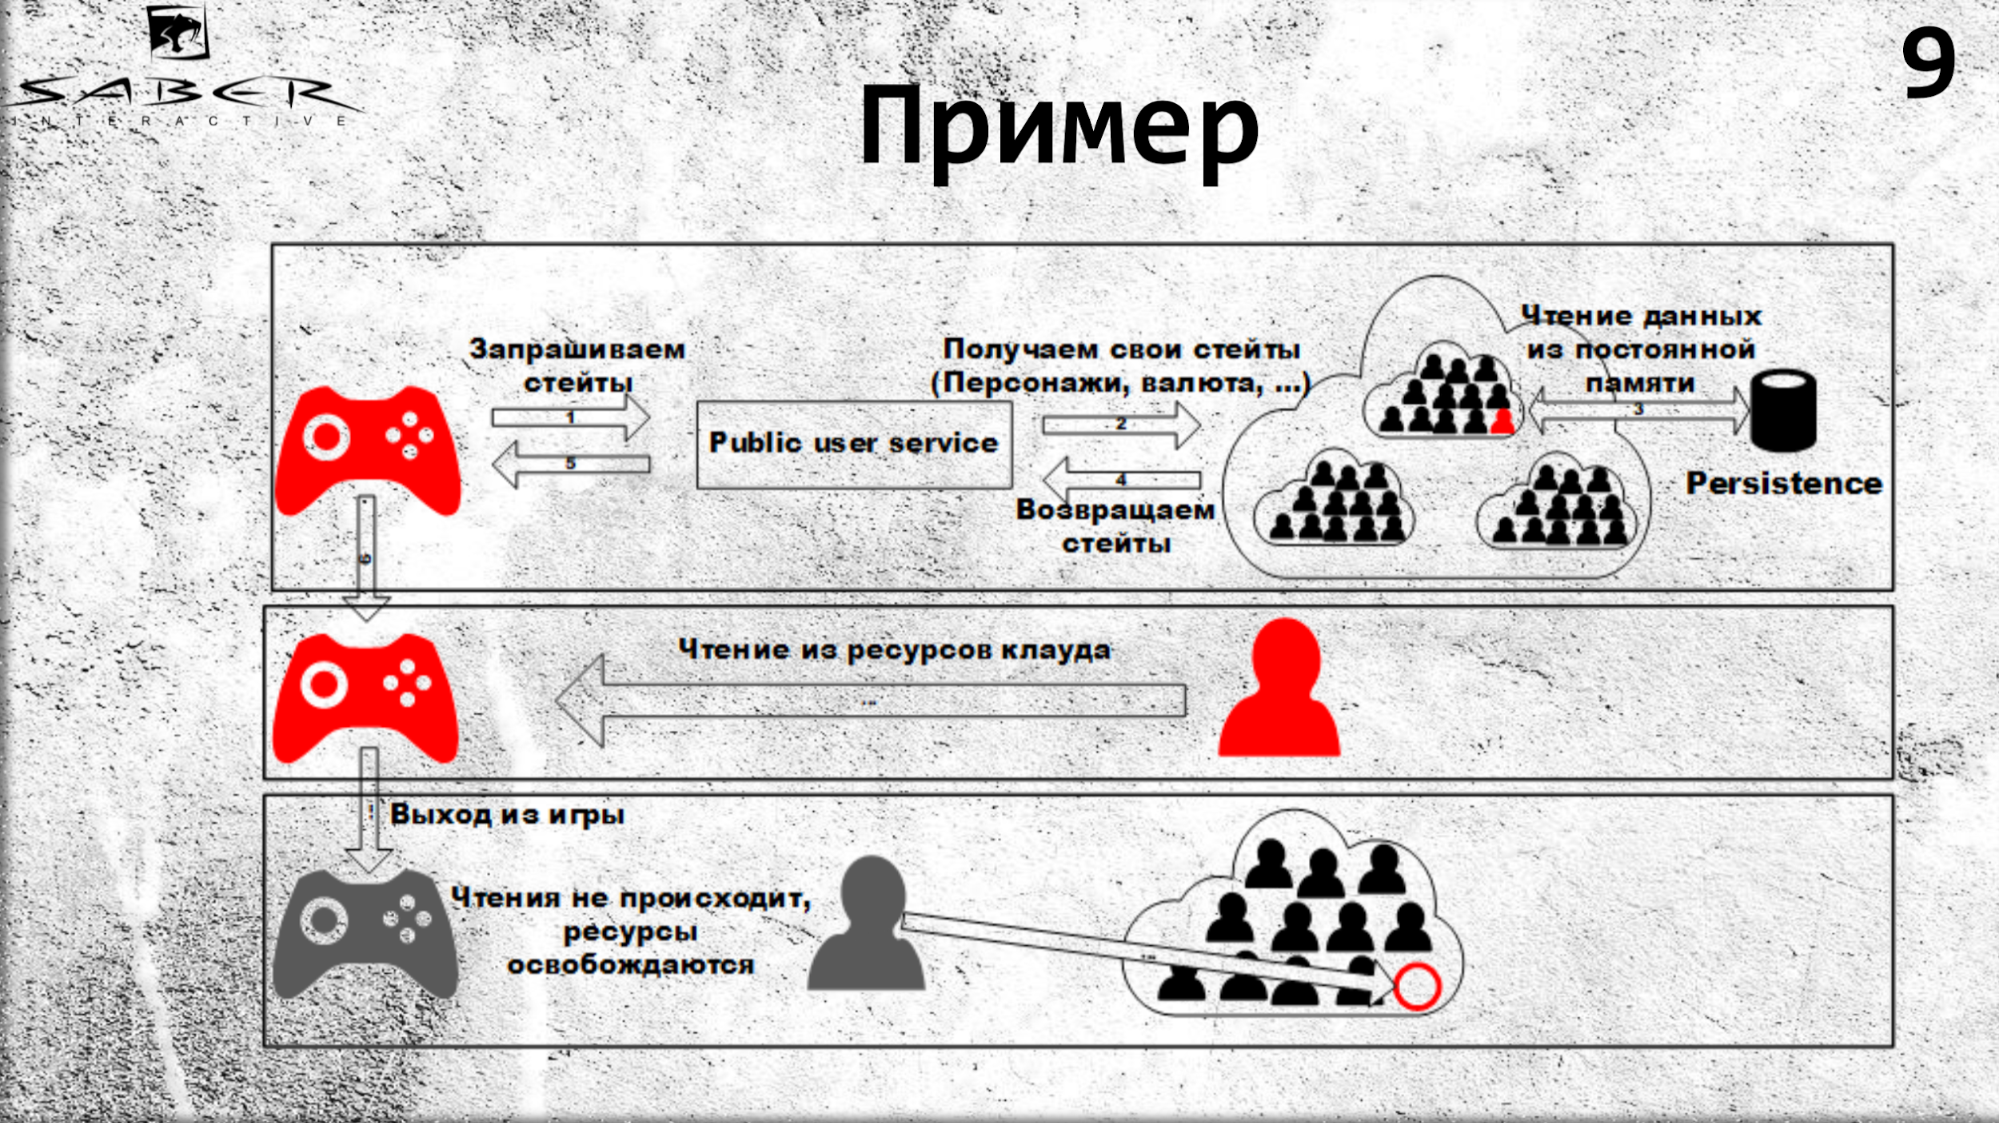 SABER
INTERACTIVE
9
Пример
Запрашиваем
стейты
1
5
Public user service
Получаем свои стейты
(Персонажи, валюта, ...)
2
4
Возвращаем
стейты
Чтение данных
из постоянной
памяти
3
Persistence
6
Чтение из ресурсов клауда
...
Выход из игры
Чтения не происходит,
ресурсы
освобождаются
...